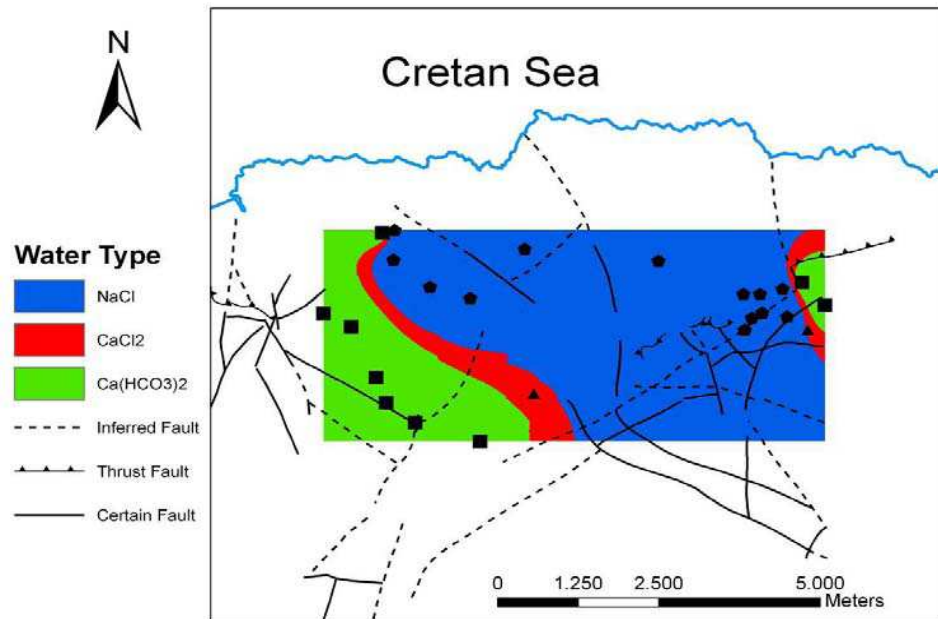 N
Cretan Sea
Water Type
NaCl
CaCl2
Ca(HCO3)2
Inferred Fault
Thrust Fault
Certain Fault
0 1.250 2.500 5.000
Meters